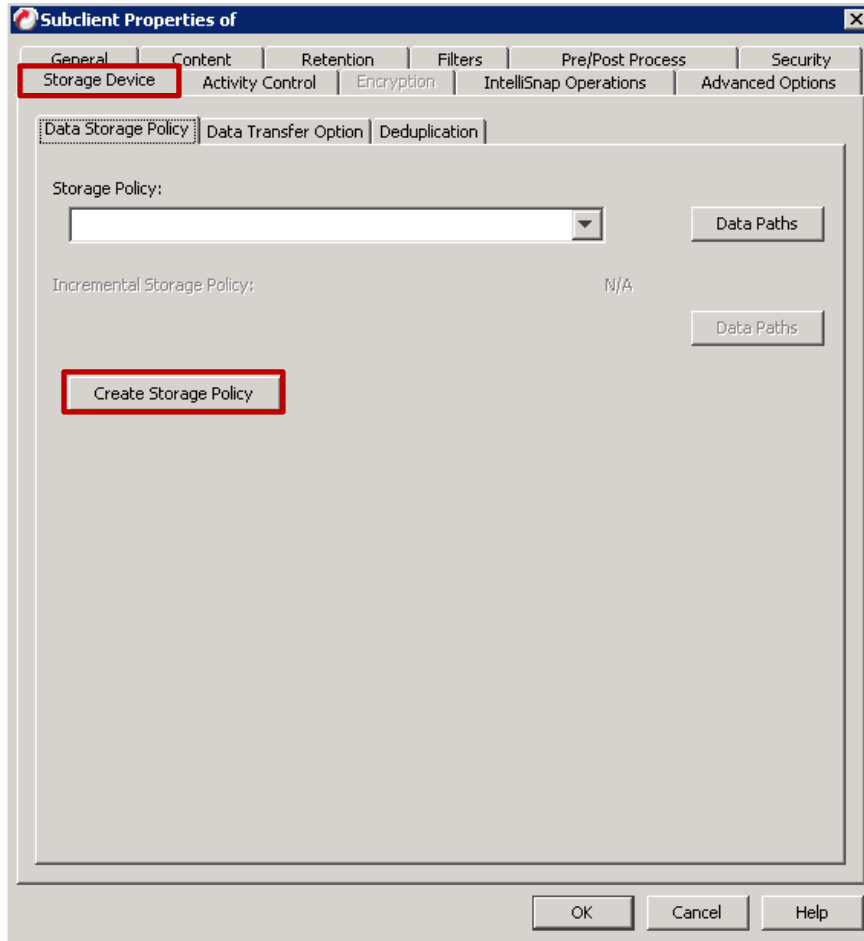 Subclient Properties of
General Content Retention Filters Pre/Post Process Security
Storage Device Activity Control Encryption IntelliSnap Operations Advanced Options
Data Storage Policy Data Transfer Option Deduplication
Storage Policy:
Data Paths
Incremental Storage Policy: N/A
Data Paths
Create Storage Policy
OK Cancel Help